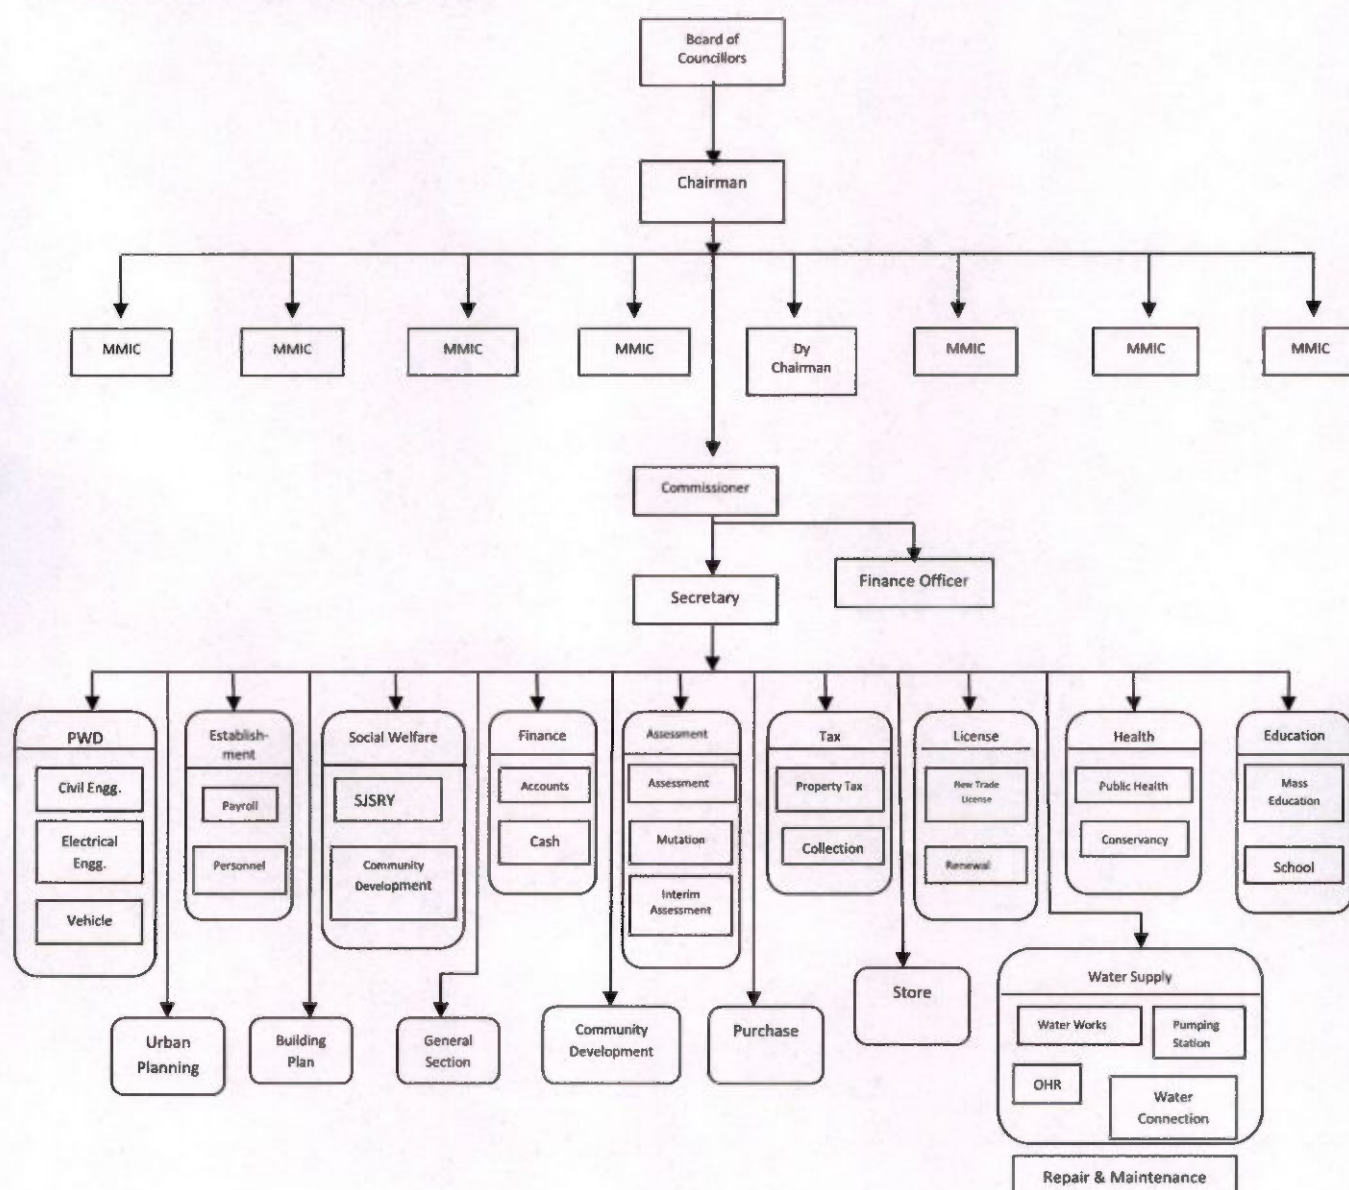 Board of
Councillors
Chairman
MMIC
MMIC
MMIC
MMIC
Dy
Chairman
MMIC
MMIC
MMIC
Commissioner
Finance Officer
Secretary
PWD
Civil Engg.
Electrical
Engg.
Vehicle
Establish-
ment
Payroll
Personnel
Social Welfare
SJSRY
Community
Development
Finance
Accounts
Cash
Assessment
Assessment
Mutation
Interim
Assessment
Tax
Property Tax
Collection
License
New Trade
License
Renewal
Health
Public Health
Conservancy
Education
Mass
Education
School
Urban
Planning
Building
Plan
General
Section
Community
Development
Purchase
Store
Water Supply
Water Works
Pumping
Station
OHR
Water
Connection
Repair & Maintenance